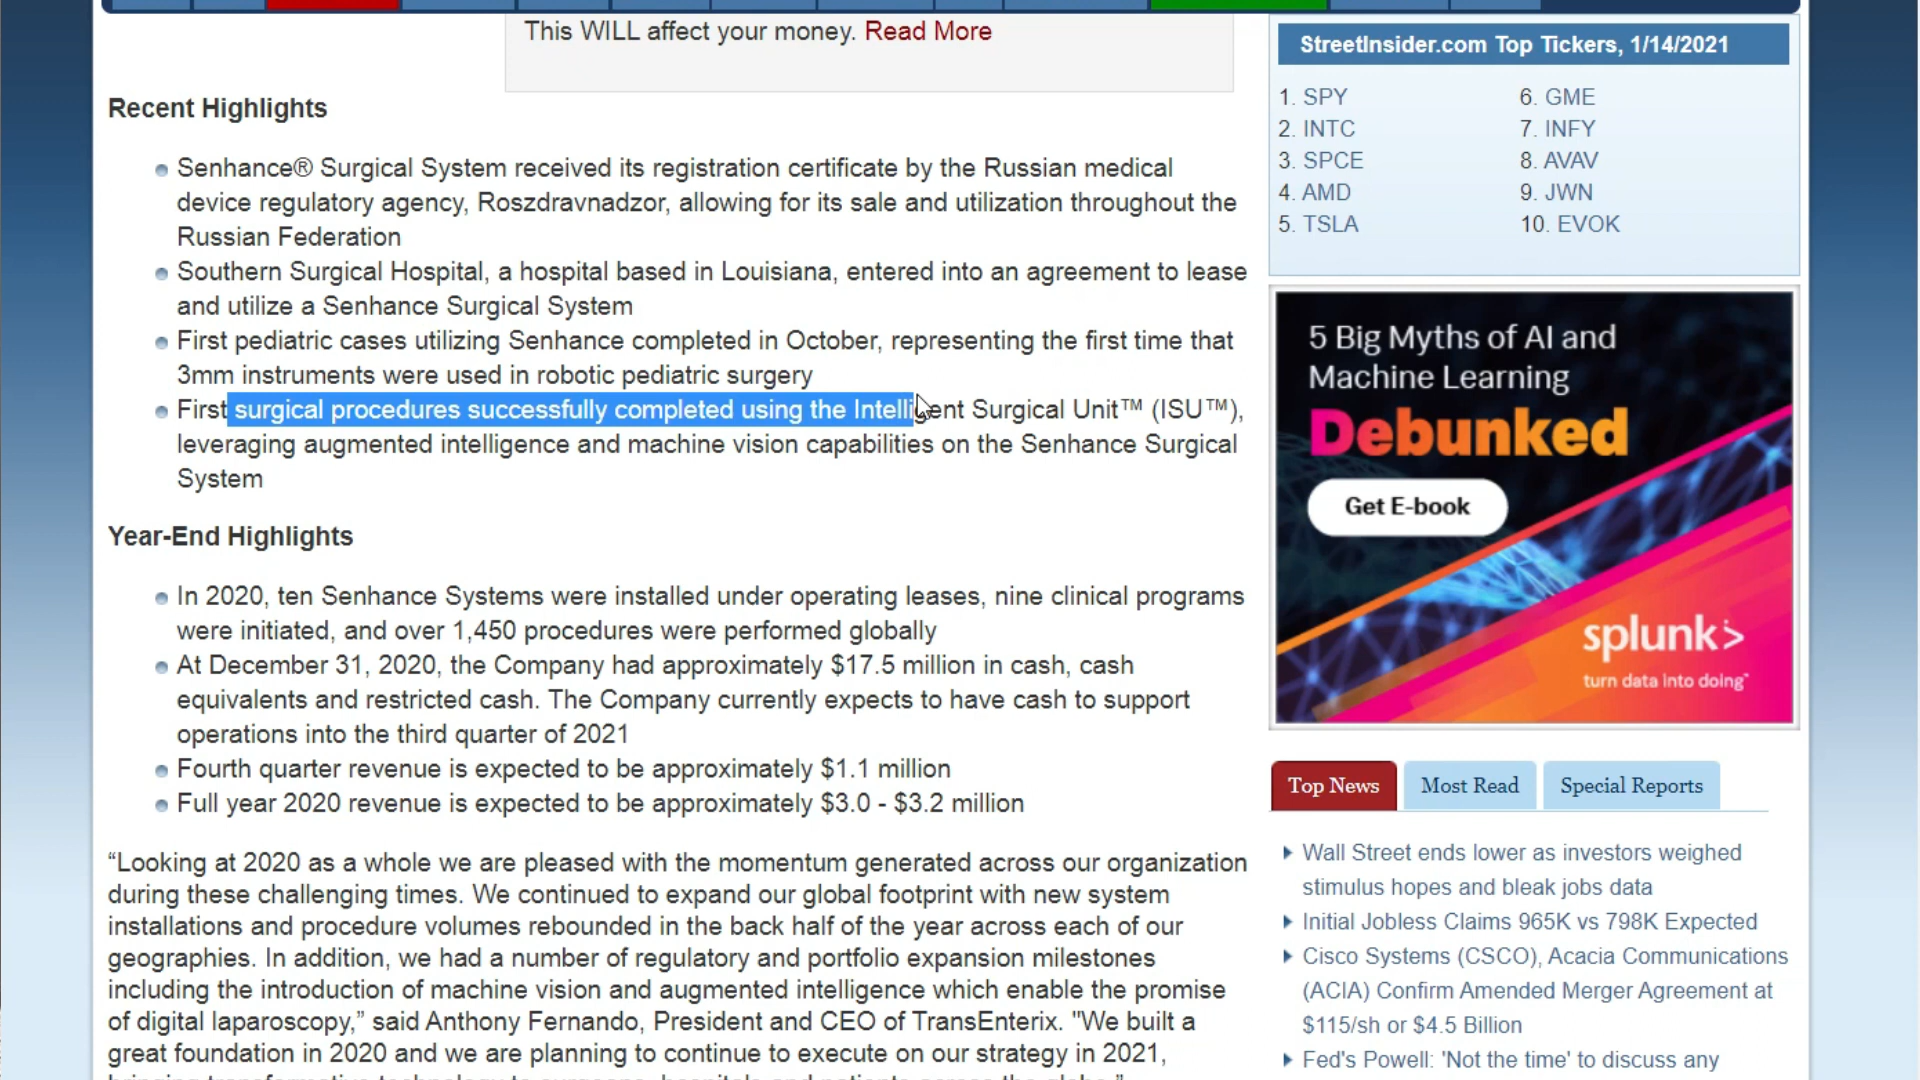 This WILL affect your money. Read More
Recent Highlights
Senhance® Surgical System received its registration certificate by the Russian medical
device regulatory agency, Roszdravnadzor, allowing for its sale and utilization throughout the
Russian Federation
Southern Surgical Hospital, a hospital based in Louisiana, entered into an agreement to lease
and utilize a Senhance Surgical System
First pediatric cases utilizing Senhance completed in October, representing the first time that
3mm instruments were used in robotic pediatric surgery
First surgical procedures successfully completed using the Intelligent Surgical Unit™ (ISU™),
leveraging augmented intelligence and machine vision capabilities on the Senhance Surgical
System
Year-End Highlights
In 2020, ten Senhance Systems were installed under operating leases, nine clinical programs
were initiated, and over 1,450 procedures were performed globally
At December 31, 2020, the Company had approximately $17.5 million in cash, cash
equivalents and restricted cash. The Company currently expects to have cash to support
operations into the third quarter of 2021
Fourth quarter revenue is expected to be approximately $1.1 million
Full year 2020 revenue is expected to be approximately $3.0 - $3.2 million
“Looking at 2020 as a whole we are pleased with the momentum generated across our organization
during these challenging times. We continued to expand our global footprint with new system
installations and procedure volumes rebounded in the back half of the year across each of our
geographies. In addition, we had a number of regulatory and portfolio expansion milestones
including the introduction of machine vision and augmented intelligence which enable the promise
of digital laparoscopy,” said Anthony Fernando, President and CEO of TransEnterix. "We built a
great foundation in 2020 and we are planning to continue to execute on our strategy in 2021,
StreetInsider.com Top Tickers, 1/14/2021
1. SPY
2. INTC
3. SPCE
4. AMD
5. TSLA
6. GME
7. INFY
8. AVAV
9. JWN
10. EVOK
5 Big Myths of AI and
Machine Learning
Debunked
Get E-book
splunk>
turn data into doing™
Top News
Most Read
Special Reports
Wall Street ends lower as investors weighed
stimulus hopes and bleak jobs data
Initial Jobless Claims 965K vs 798K Expected
Cisco Systems (CSCO), Acacia Communications
(ACIA) Confirm Amended Merger Agreement at
$115/sh or $4.5 Billion
Fed's Powell: 'Not the time' to discuss any